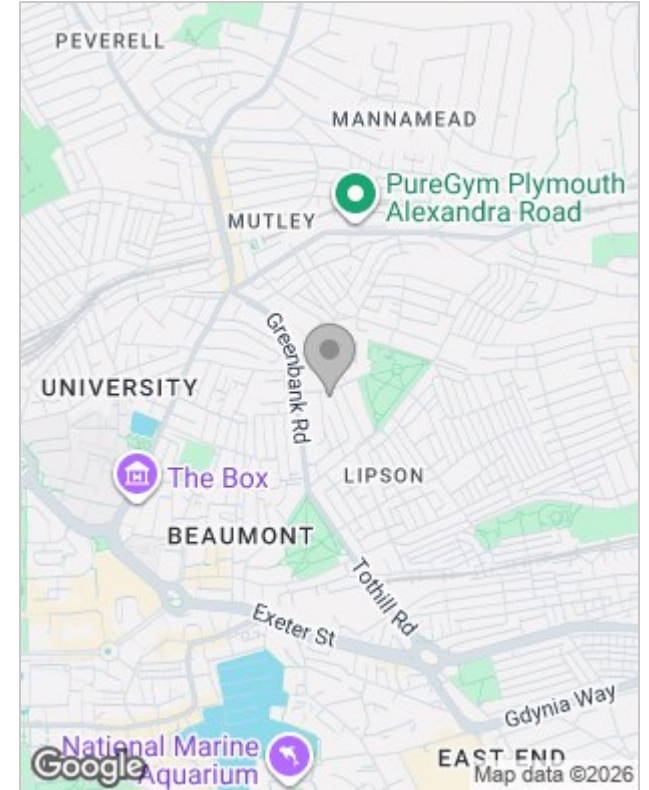 PEVERELL
MANNAMEAD
PureGym Plymouth
Alexandra Road
MUTLEY
Greenbank Rd
UNIVERSITY
The Box
LIPSON
BEAUMONT
Tothill Rd
Exeter St
Gdynia Way
National Marine
Aquarium
EAST END
Google
Map data ©2026